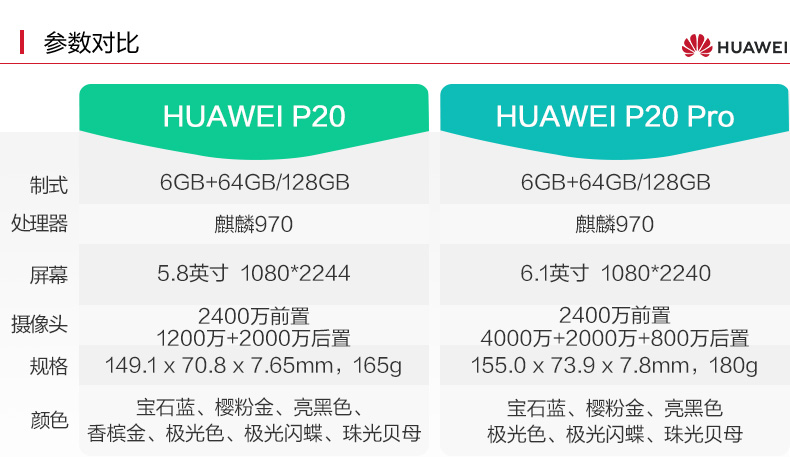 参数对比
HUAWEI
HUAWEI P20
HUAWEI P20 Pro
制式
6GB+64GB/128GB
6GB+64GB/128GB
处理器
麒麟970
麒麟970
屏幕
5.8英寸 1080*2244
6.1英寸 1080*2240
摄像头
2400万前置
1200万+2000万后置
2400万前置
4000万+2000万+800万后置
规格
149.1 x 70.8 x 7.65mm，165g
155.0 x 73.9 x 7.8mm，180g
颜色
宝石蓝、樱粉金、亮黑色、
香槟金、极光色、极光闪蝶、珠光贝母
宝石蓝、樱粉金、亮黑色
极光色、极光闪蝶、珠光贝母